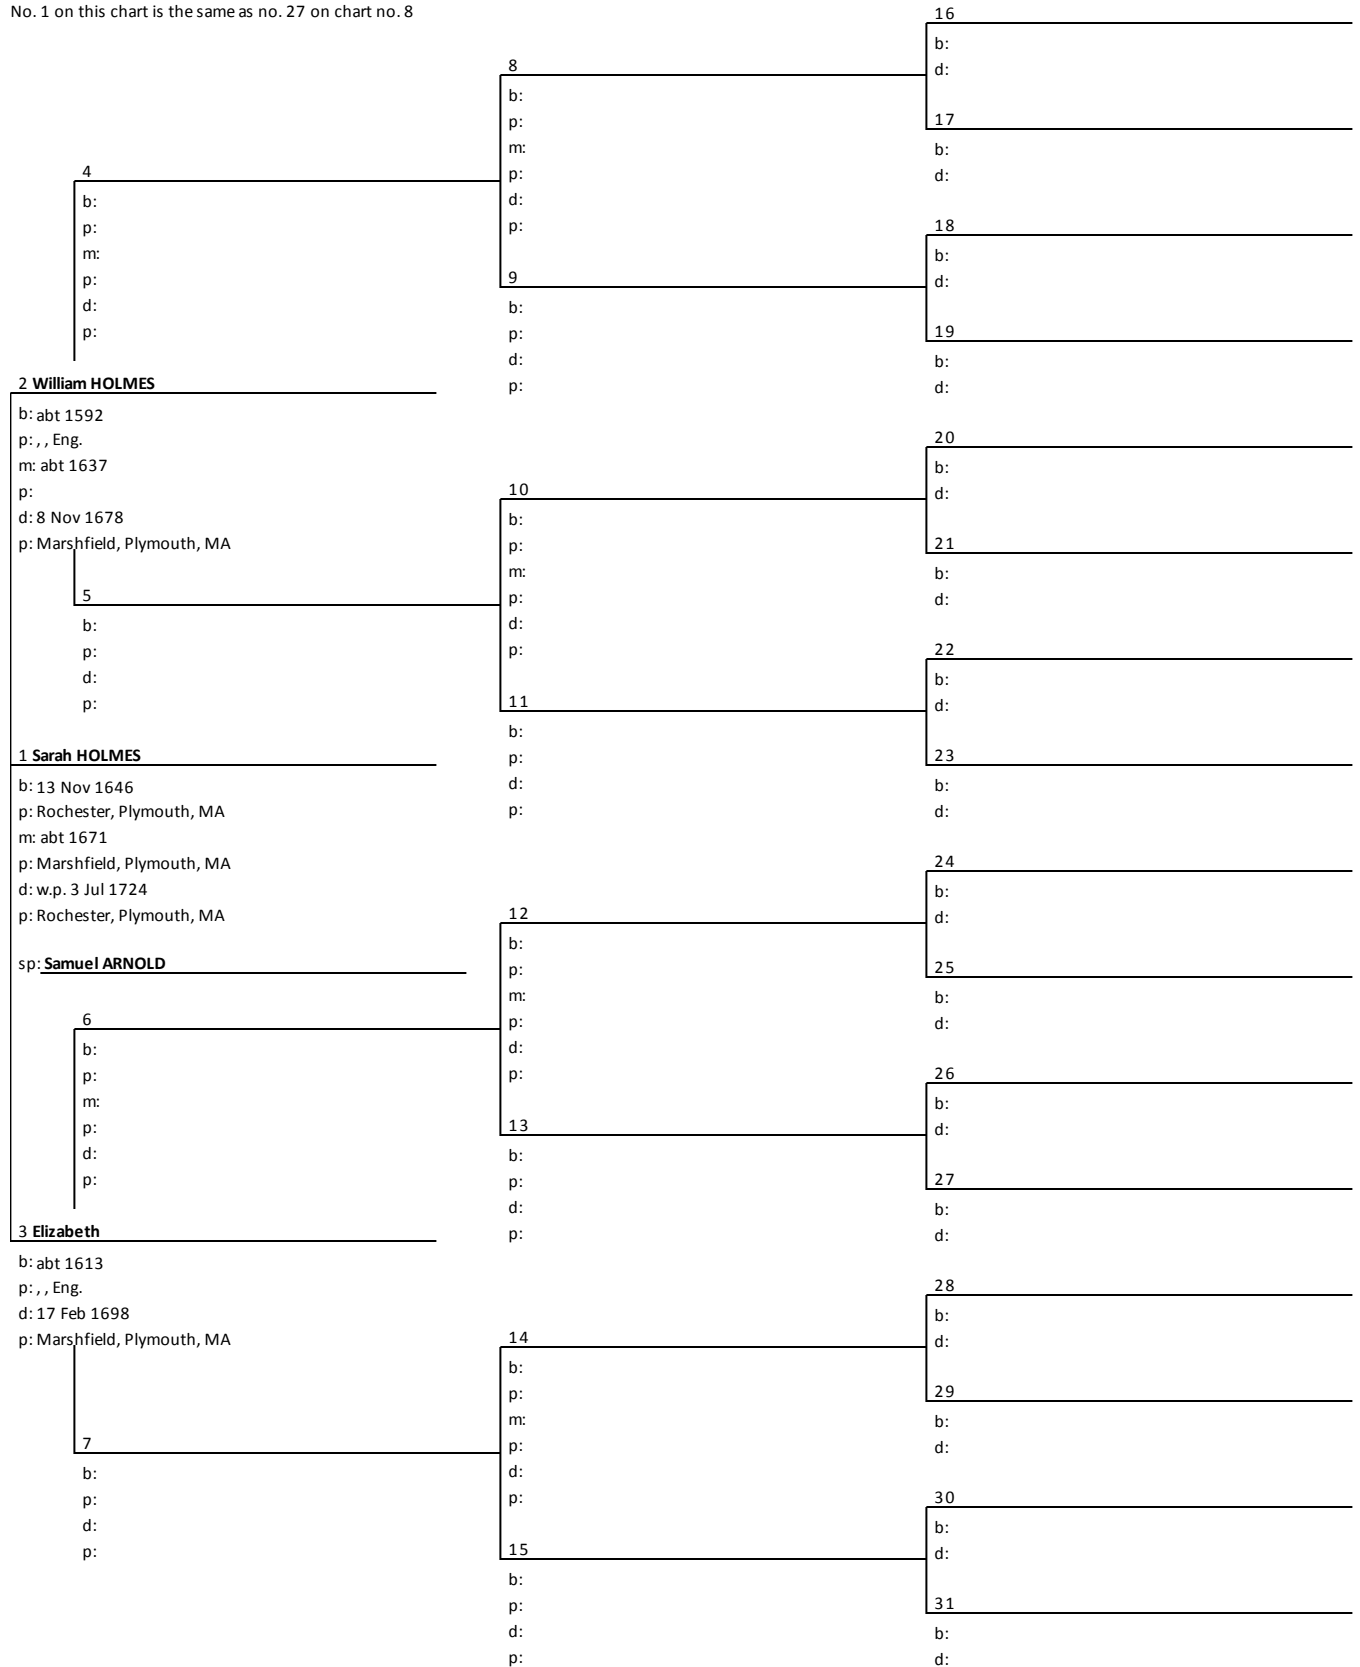 No. 1 on this chart is the same as no. 27 on chart no. 8
16
b:
d:
8
b:
p:
m:
p:
d:
p:
17
b:
d:
4
b:
p:
m:
p:
d:
p:
18
b:
d:
9
b:
p:
d:
p:
19
b:
d:
2 William HOLMES
b: abt 1592
p: , , Eng.
m: abt 1637
p:
d: 8 Nov 1678
p: Marshfield, Plymouth, MA
20
b:
d:
10
b:
p:
m:
p:
d:
p:
21
b:
d:
5
b:
p:
d:
p:
22
b:
d:
11
b:
p:
d:
p:
23
b:
d:
1 Sarah HOLMES
b: 13 Nov 1646
p: Rochester, Plymouth, MA
m: abt 1671
p: Marshfield, Plymouth, MA
d: w.p. 3 Jul 1724
p: Rochester, Plymouth, MA
sp: Samuel ARNOLD
24
b:
d:
12
b:
p:
m:
p:
d:
p:
25
b:
d:
6
b:
p:
m:
p:
d:
p:
26
b:
d:
13
b:
p:
d:
p:
27
b:
d:
3 Elizabeth
b: abt 1613
p: , , Eng.
d: 17 Feb 1698
p: Marshfield, Plymouth, MA
28
b:
d:
14
b:
p:
m:
p:
d:
p:
29
b:
d:
7
b:
p:
d:
p:
30
b:
d:
15
b:
p:
d:
p:
31
b:
d: